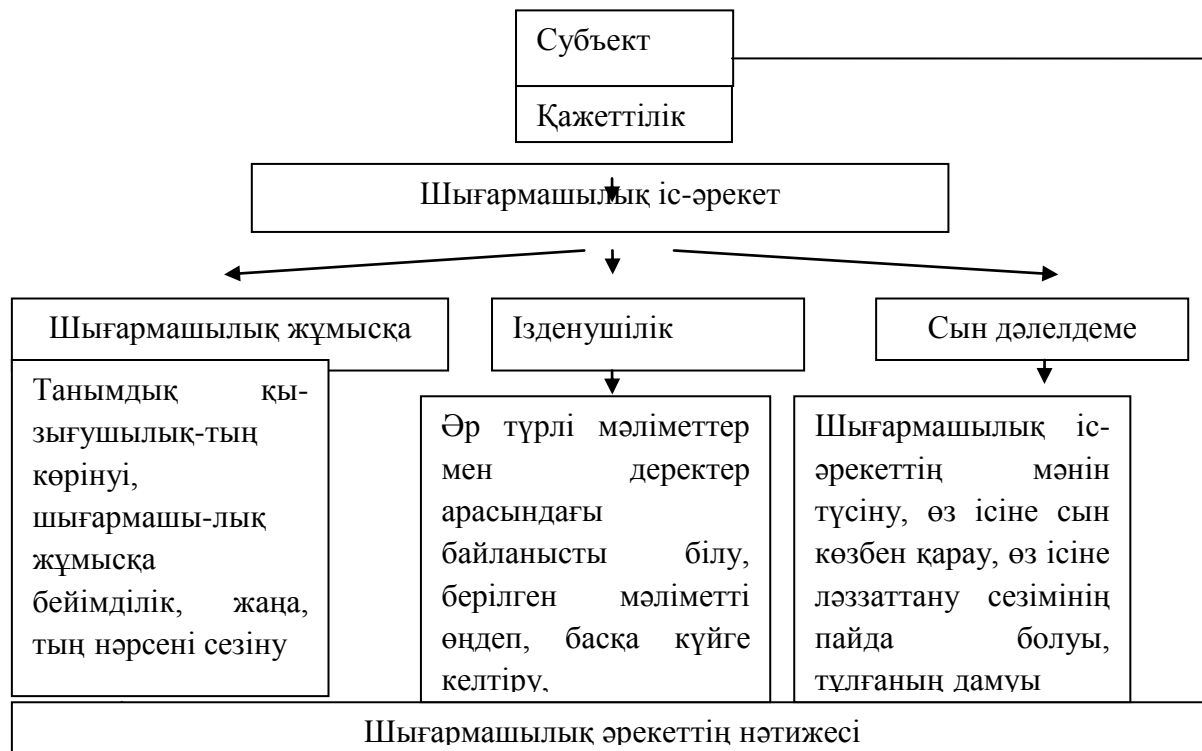 Субъект
Қажеттілік
Шығармашылық іс-әрекет
Шығармашылық жұмысқа
Ізденушілік
Сын дәлелдеме
Танымдық қы-
зығушылық-тың
көрінуі,
шығармашы-лық
жұмысқа
бейімділік, жаңа,
тың нәрсені сезіну
Әр түрлі мәліметтер
мен деректер
арасындағы
байланысты білу,
берілген мәліметті
өңдеп, басқа күйге
келтіру,
Шығармашылық іс-
әрекеттің мәнін
түсіну, өз ісіне сын
көзбен қарау, өз ісіне
ләззаттану сезімінің
пайда болуы,
тұлғаның дамуы
Шығармашылық әрекеттің нәтижесі